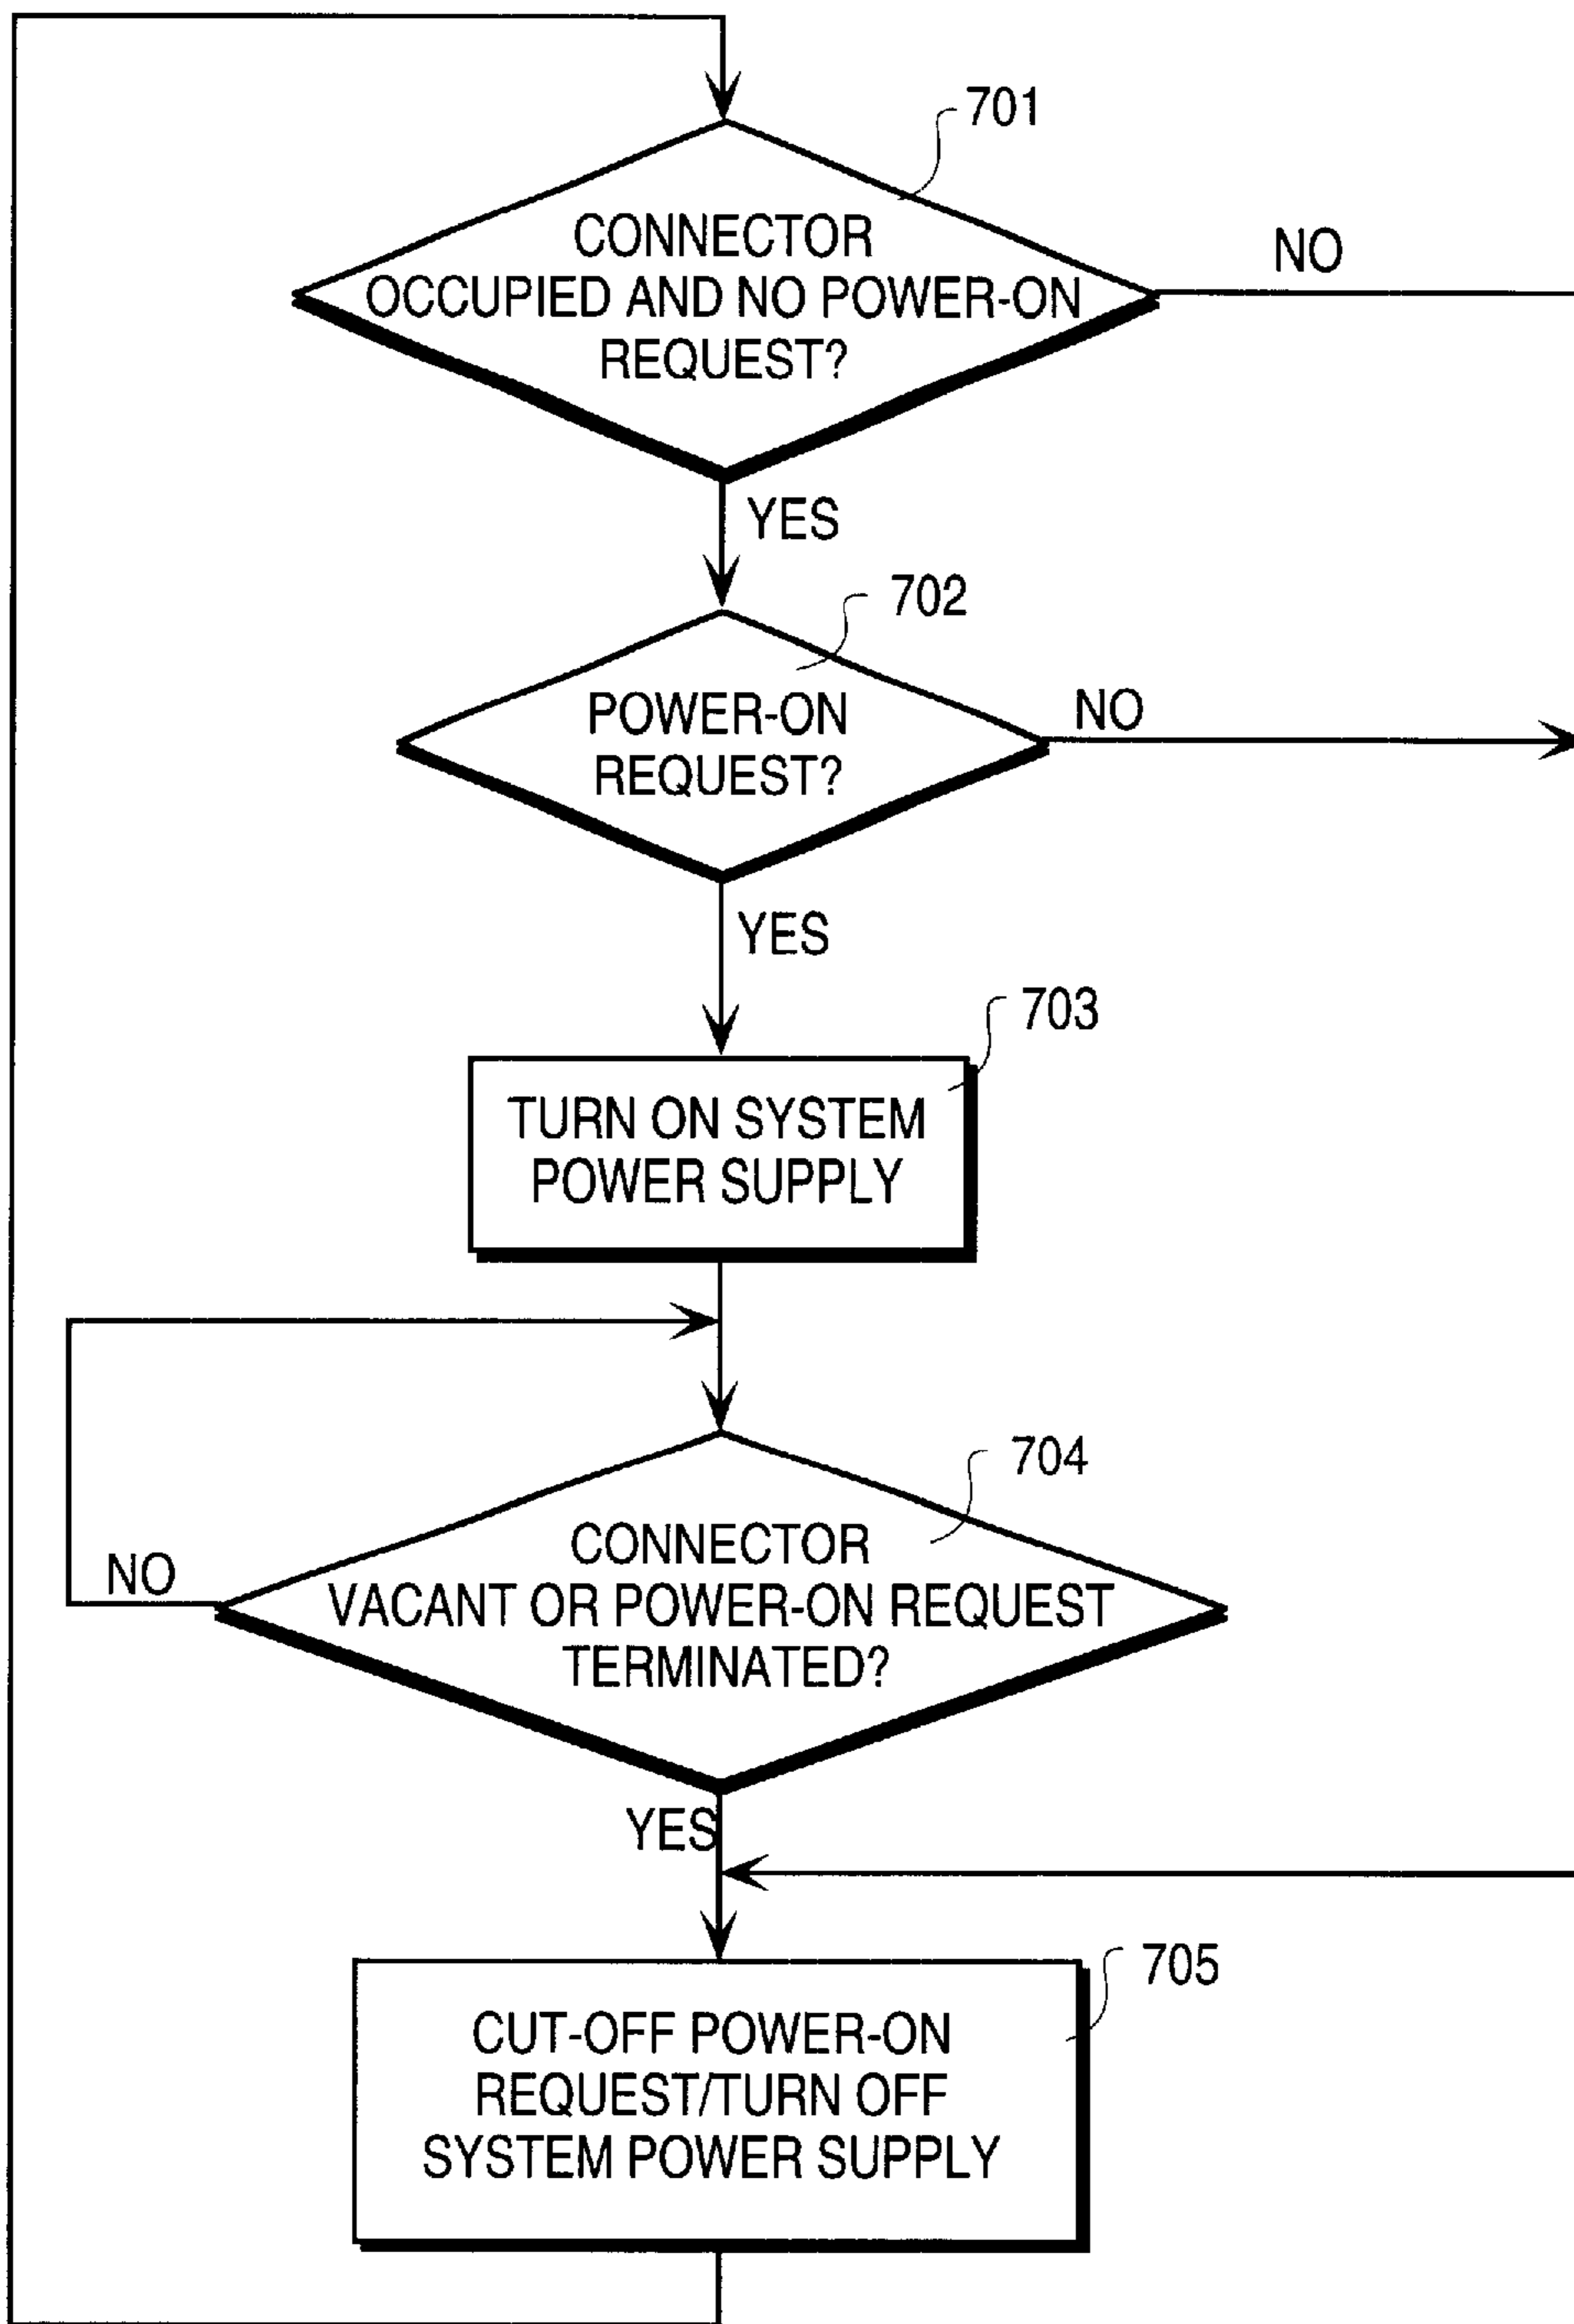 701
CONNECTOR
OCCUPIED AND NO POWER-ON
REQUEST?
NO
YES
702
POWER-ON
REQUEST?
NO
YES
703
TURN ON SYSTEM
POWER SUPPLY
704
CONNECTOR
VACANT OR POWER-ON REQUEST
TERMINATED?
NO
YES
705
CUT-OFF POWER-ON
REQUEST/TURN OFF
SYSTEM POWER SUPPLY